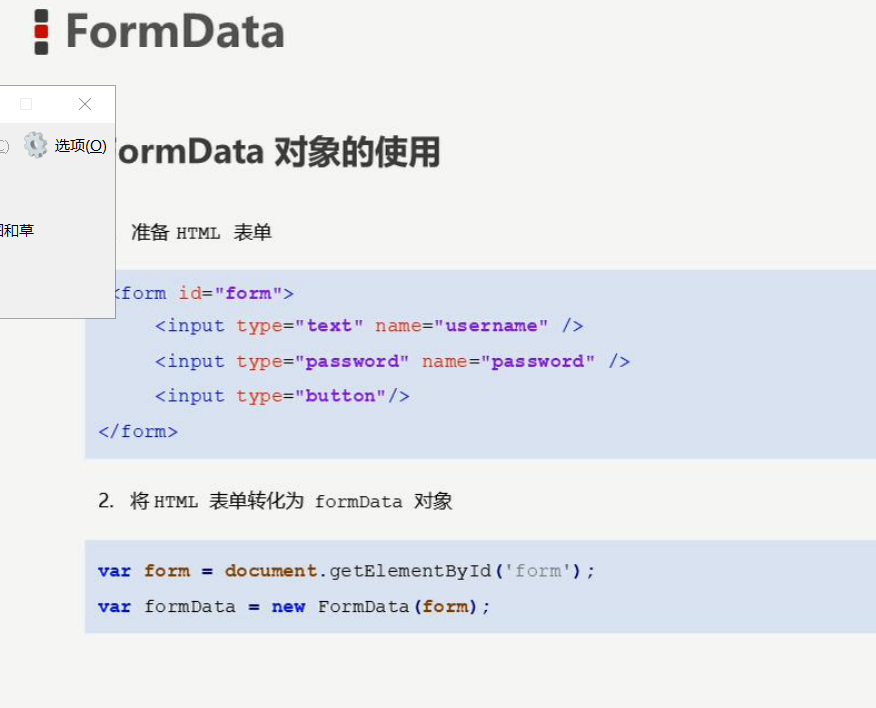 FormData
选项(O)
ormData 对象的使用
和草
准备 HTML 表单
<form id="form">
<input type="text" name="username" />
<input type="password" name="password" />
<input type="button"/>
</form>
2. 将 HTML 表单转化为 formData 对象
var form = document.getElementById('form');
var formData = new FormData(form);